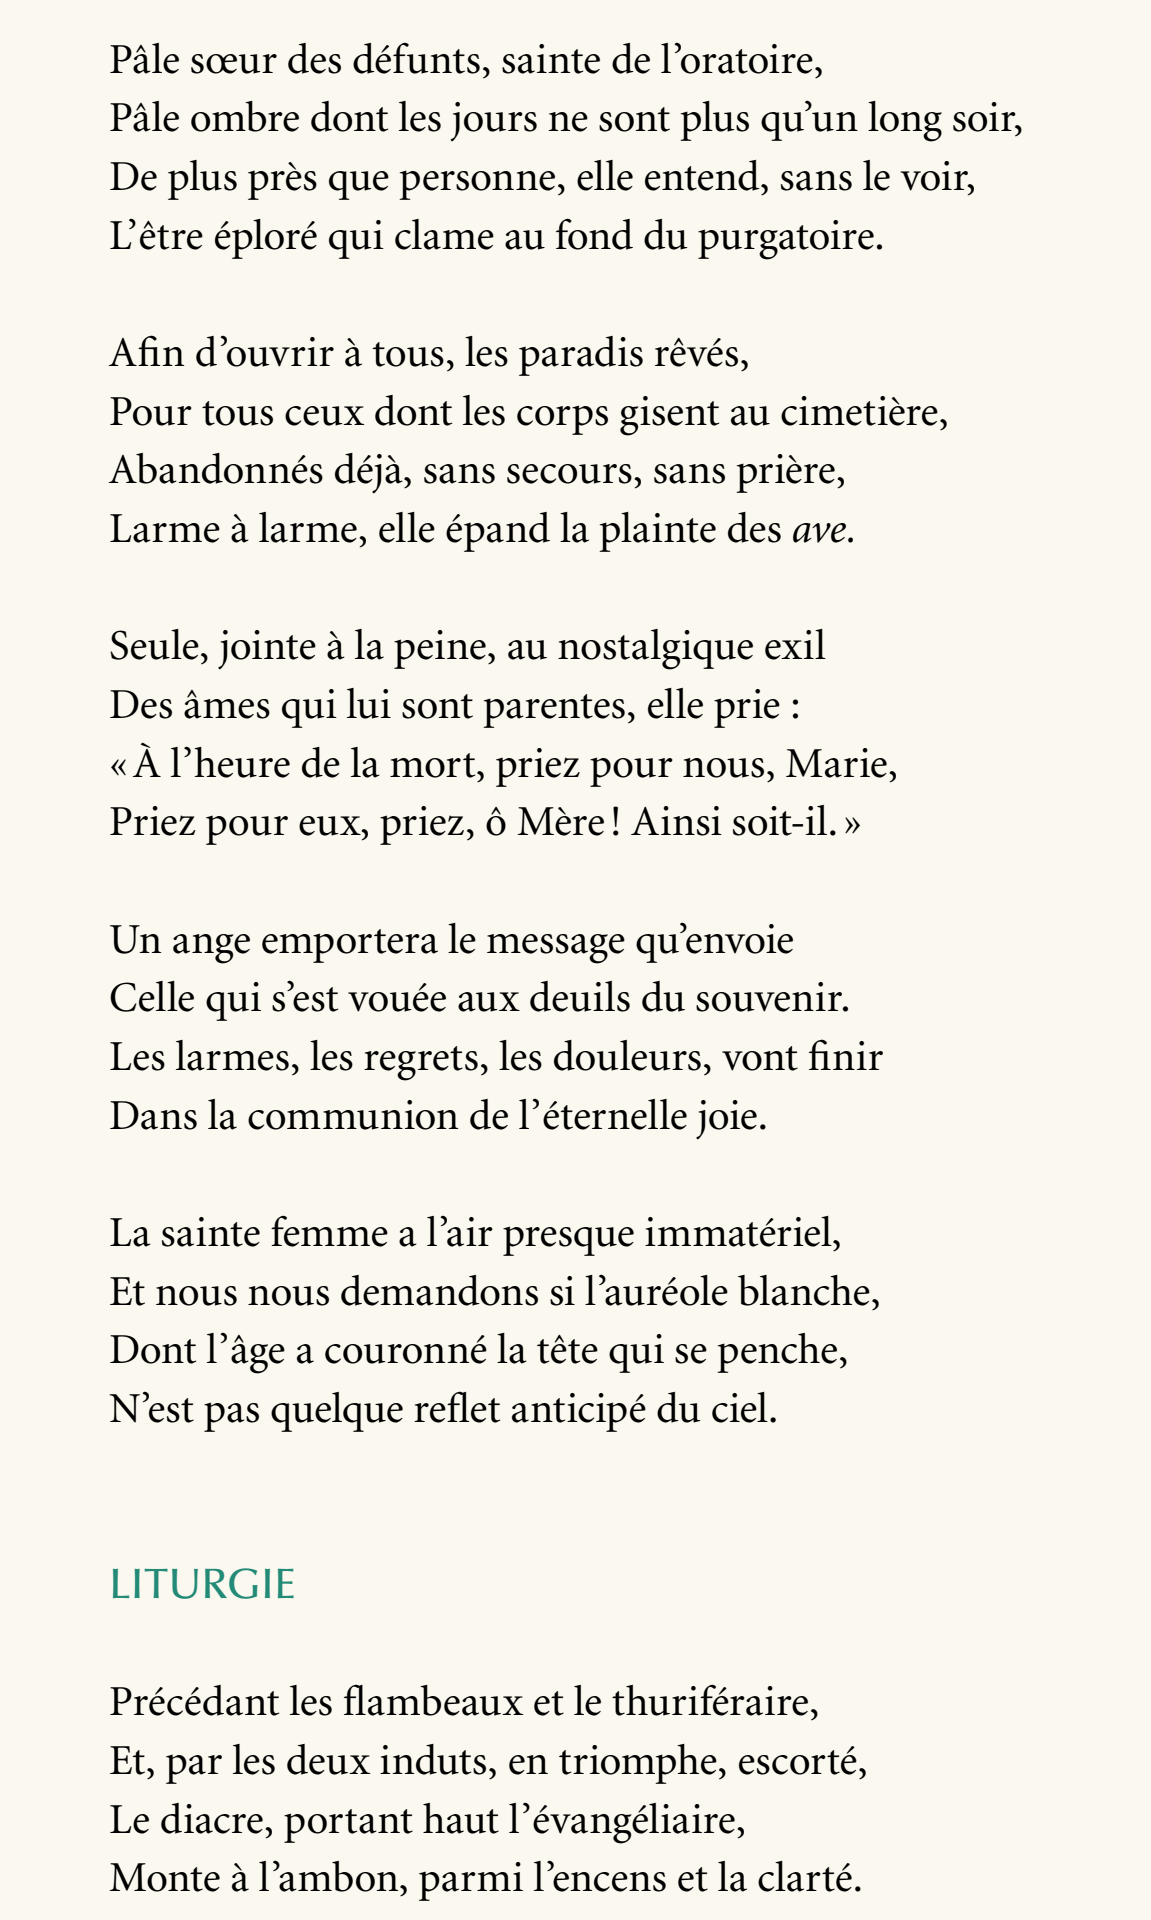 Pâle sœur des défunts, sainte de l’oratoire,
Pâle ombre dont les jours ne sont plus qu’un long soir,
De plus près que personne, elle entend, sans le voir,
L’être éploré qui clame au fond du purgatoire.
Afin d’ouvrir à tous, les paradis rêvés,
Pour tous ceux dont les corps gisent au cimetière,
Abandonnés déjà, sans secours, sans prière,
Larme à larme, elle épand la plainte des ave.
Seule, jointe à la peine, au nostalgique exil
Des âmes qui lui sont parentes, elle prie :
« À l’heure de la mort, priez pour nous, Marie,
Priez pour eux, priez, ô Mère ! Ainsi soit-il. »
Un ange emportera le message qu’envoie
Celle qui s’est vouée aux deuils du souvenir.
Les larmes, les regrets, les douleurs, vont finir
Dans la communion de l’éternelle joie.
La sainte femme a l’air presque immatériel,
Et nous nous demandons si l’auréole blanche,
Dont l’âge a couronné la tête qui se penche,
N’est pas quelque reflet anticipé du ciel.
LITURGIE
Précédant les flambeaux et le thuriféraire,
Et, par les deux induts, en triomphe, escorté,
Le diacre, portant haut l’évangéliaire,
Monte à l’ambon, parmi l’encens et la clarté.